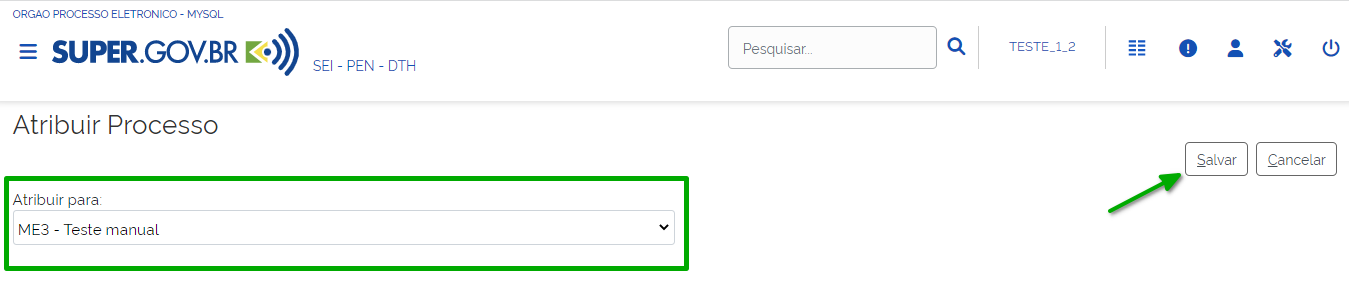 ORGAO PROCESSO ELETRONICO - MYSQL
SUPER.GOV.BR
SEI - PEN - DTH
Pesquisar...
TESTE_1_2
Atribuir Processo
Salvar
Cancelar
Atribuir para:
ME3 - Teste manual